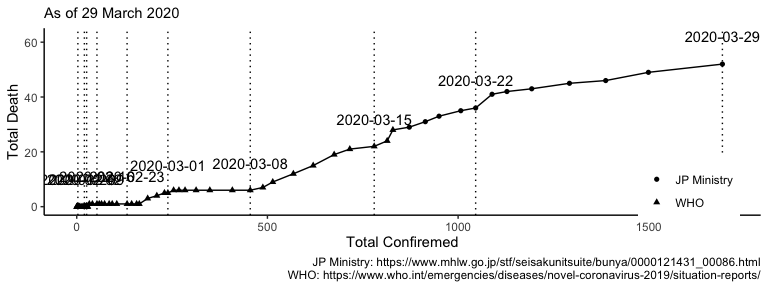 As of 29 March 2020
60
40
20
0
Total Death
2020-03-29
2020-03-22
2020-03-15
2020-03-08
2020-03-01
02-23
JP Ministry
WHO
0
500
1000
1500
Total Confiremed
JP Ministry: https://www.mhlw.go.jp/stf/seisakunitsuite/bunya/0000121431_00086.html
WHO: https://www.who.int/emergencies/diseases/novel-coronavirus-2019/situation-reports/